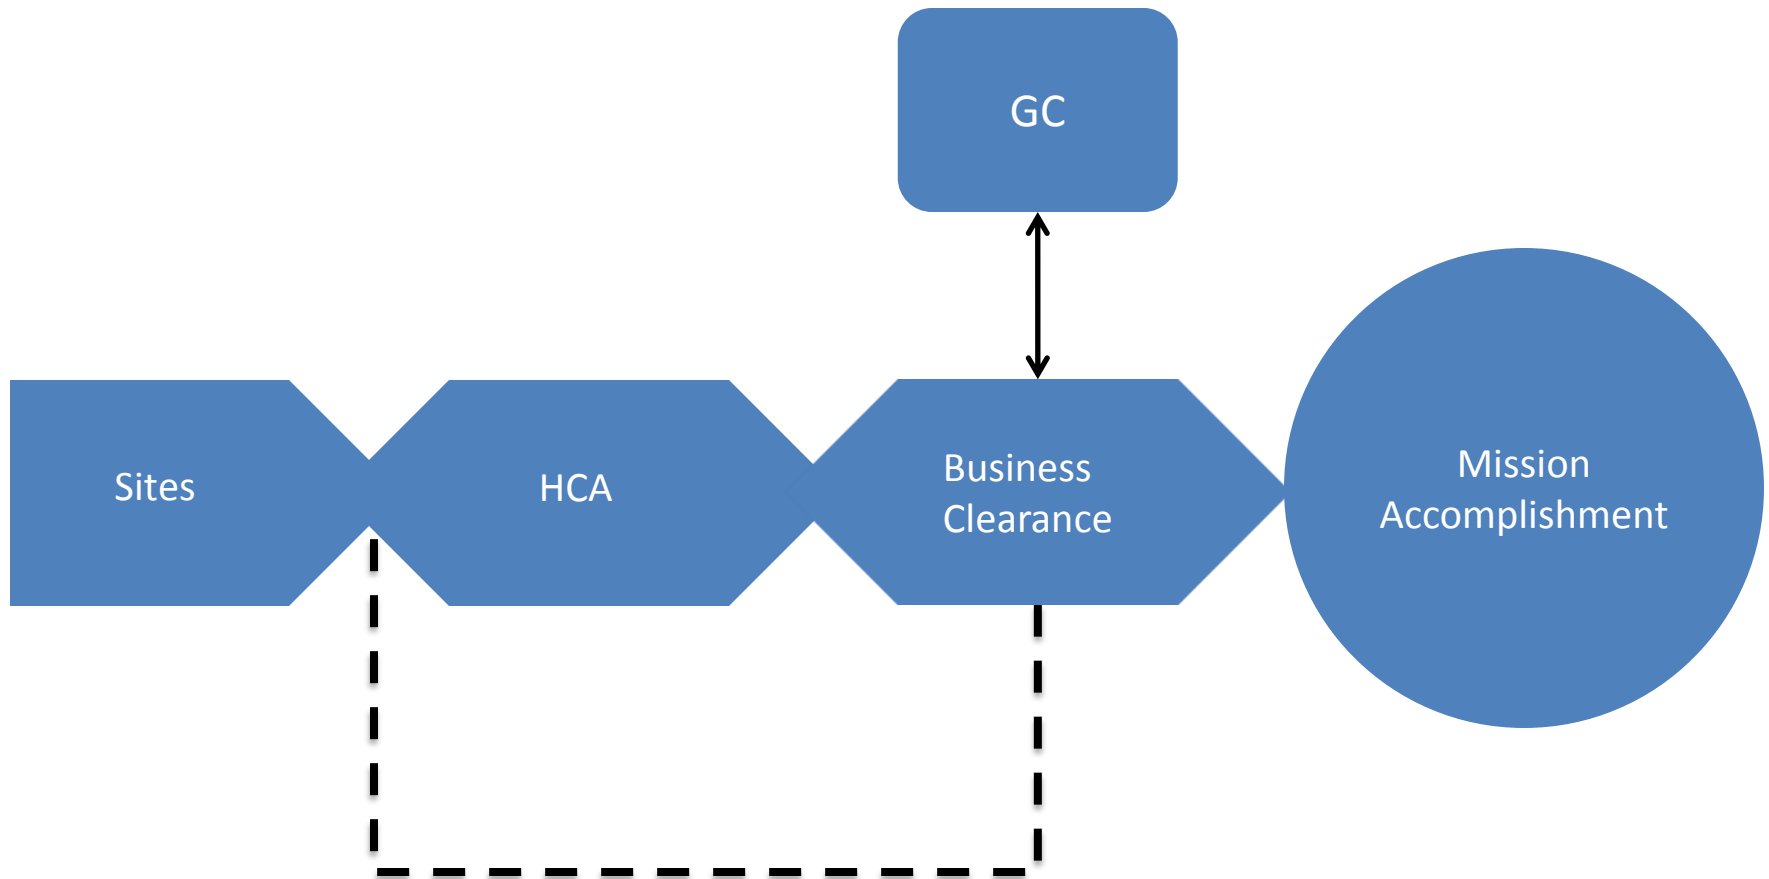 GC
Sites
HCA
Business
Clearance
Mission
Accomplishment